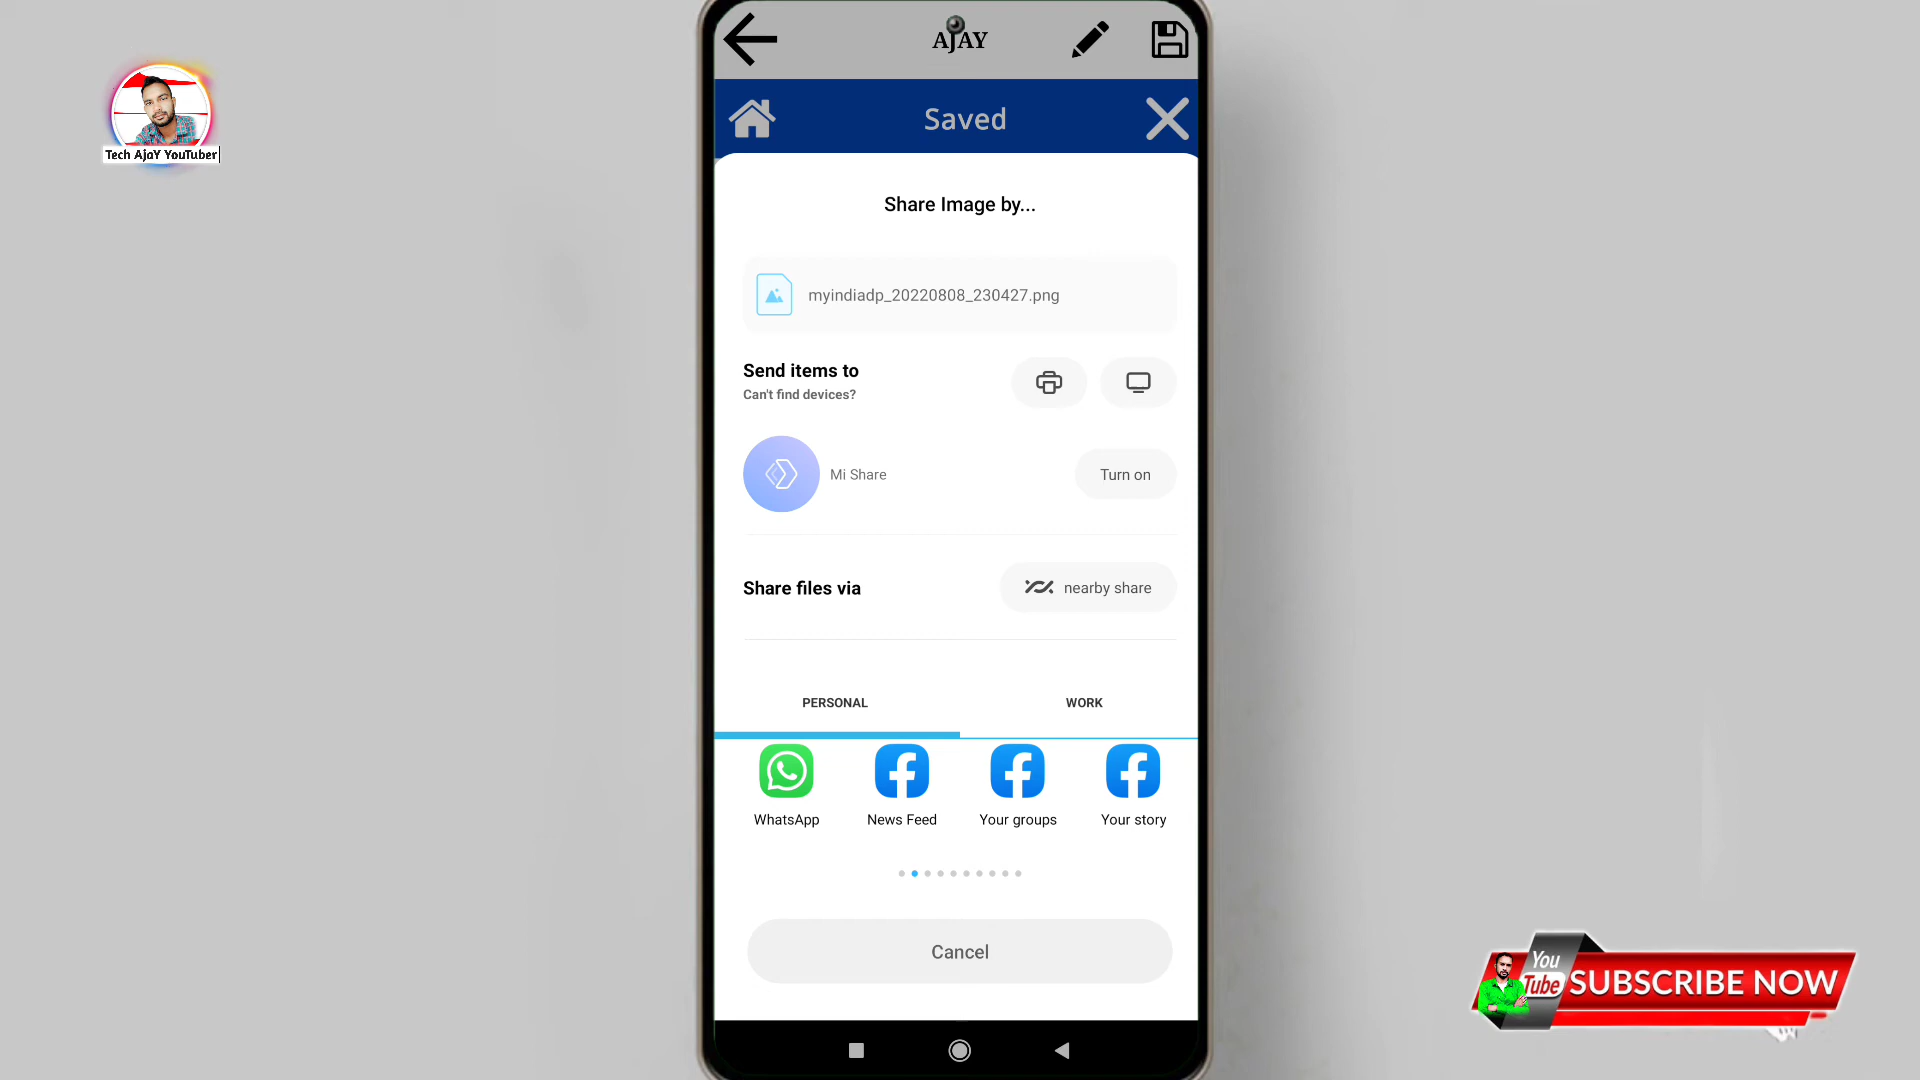 AJAY
Tech AjaY YouTuber
Saved
Share Image by...
myindiadp_20220808_230427.png
Send items to
Can't find devices?
Mi Share
Turn on
Share files via
nearby share
PERSONAL
WORK
WhatsApp
News Feed
Your groups
Your story
Cancel
You
Tube
SUBSCRIBE NOW